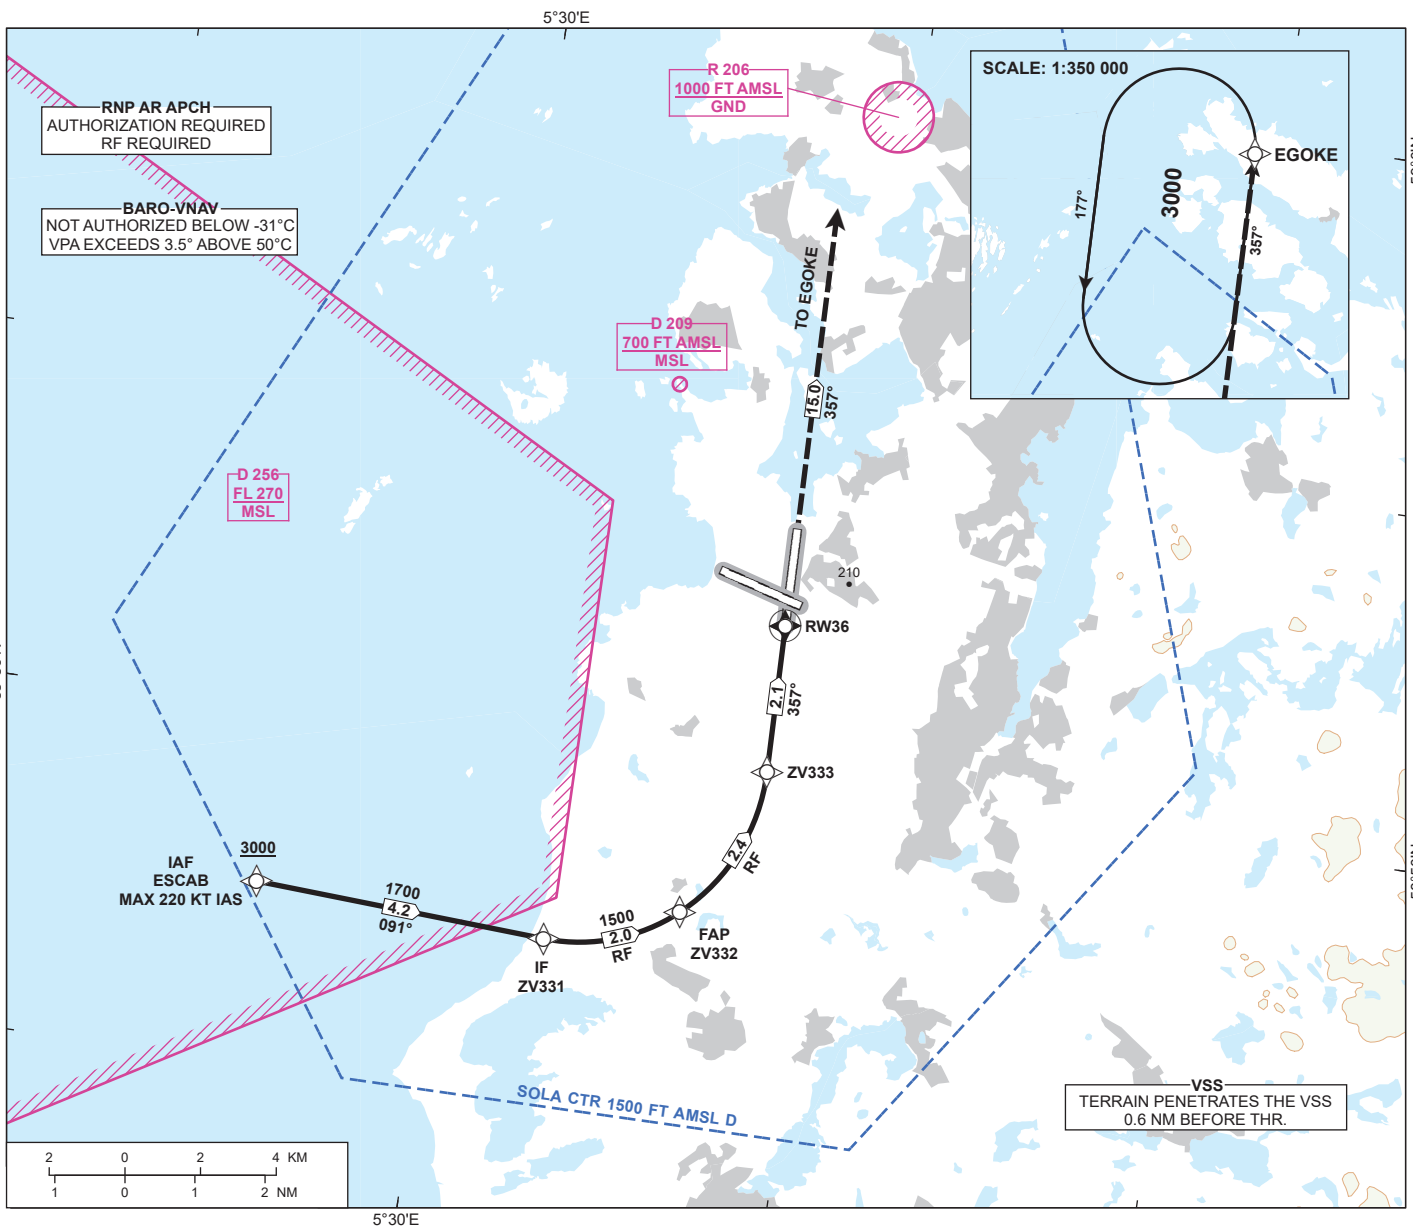 5°30'E
RNP AR APCH
AUTHORIZATION REQUIRED
RF REQUIRED
BARO-VNAV
NOT AUTHORIZED BELOW -31°C
VPA EXCEEDS 3.5° ABOVE 50°C
R 206
1000 FT AMSL
GND
SCALE: 1:350 000
EGOKE
177°
3000
357°
TO EGOKE
D 209
700 FT AMSL
MSL
15.0
357°
D 256
FL 270
MSL
210
RW36
2.1
357°
ZV333
2.4
RF
3000
IAF
ESCAB
MAX 220 KT IAS
1700
4.2
091°
1500
2.0
RF
FAP
ZV332
IF
ZV331
SOLA CTR 1500 FT AMSL D
VSS
TERRAIN PENETRATES THE VSS
0.6 NM BEFORE THR.
2 0 2 4 KM
1 0 1 2 NM
5°30'E